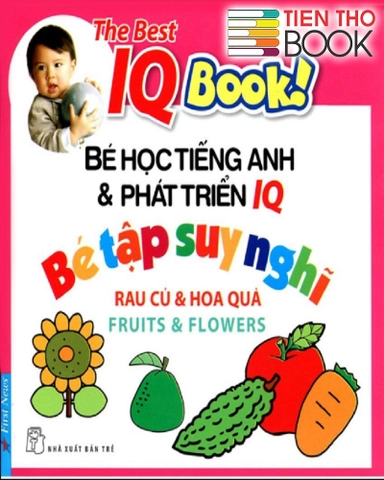 TIEN THO
BOOK
The Best
IQ Book!
BÉ HỌC TIẾNG ANH
& PHÁT TRIỂN IQ
Bé tập suy nghĩ
RAU CỦ & HOA QUẢ
FRUITS & FLOWERS
First News
NHÀ XUẤT BẢN TRẺ